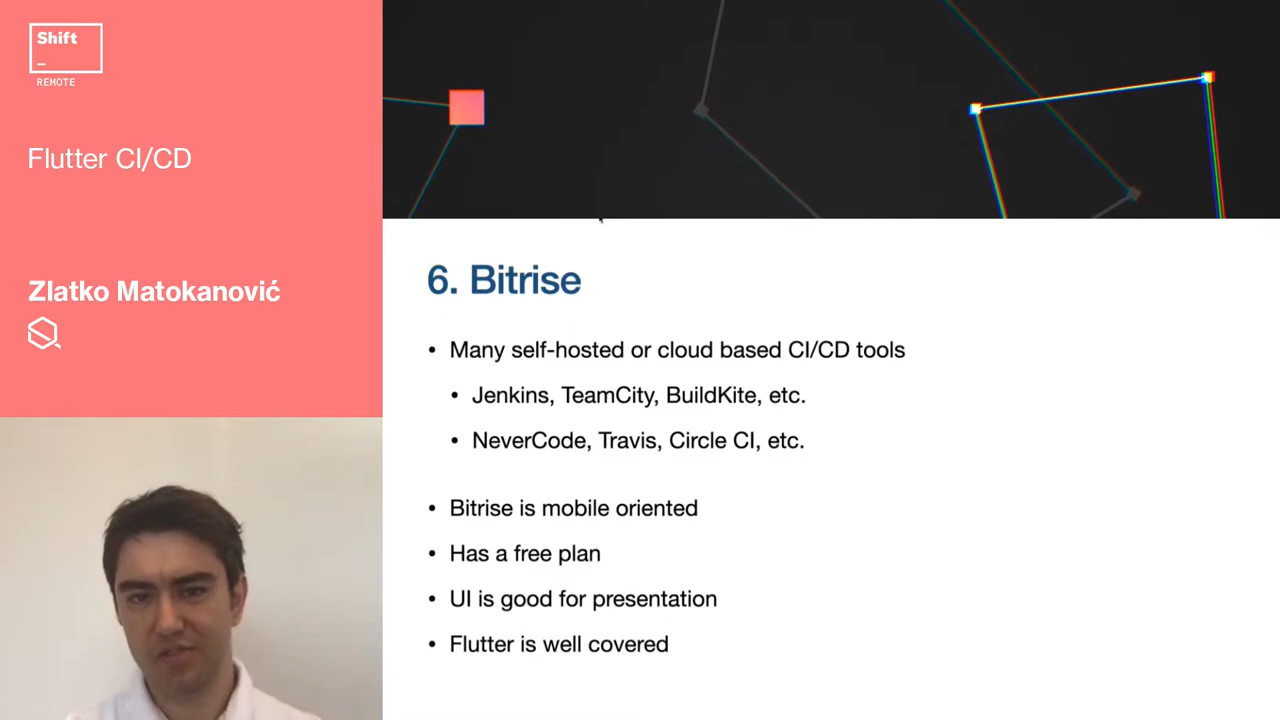 Shift
_
REMOTE
Flutter CI/CD
Zlatko Matokanović
6. Bitrise
• Many self-hosted or cloud based CI/CD tools
• Jenkins, TeamCity, BuildKite, etc.
• NeverCode, Travis, Circle CI, etc.
• Bitrise is mobile oriented
• Has a free plan
• UI is good for presentation
• Flutter is well covered